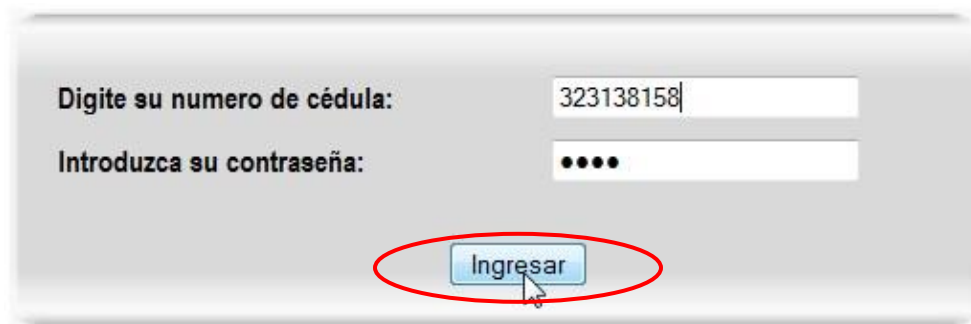 Digite su numero de cédula: 323138158
Introduzca su contraseña: ●●●●
Ingresar